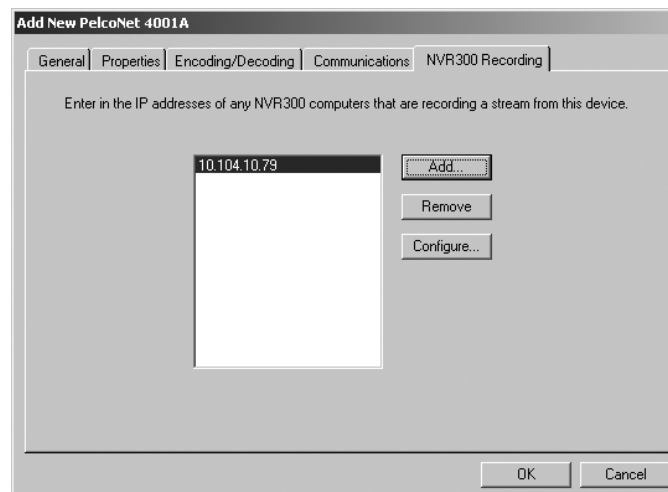 Add New PelcoNet 4001A
General Properties Encoding/Decoding Communications NVR300 Recording
Enter in the IP addresses of any NVR300 computers that are recording a stream from this device.
10.104.10.79 Add...
Remove
Configure...
OK Cancel